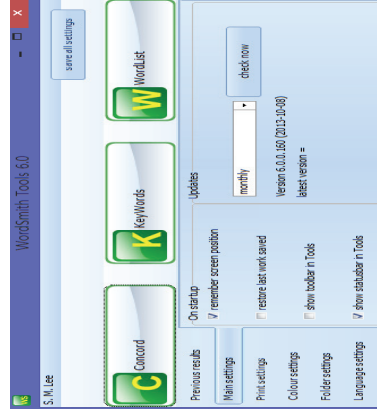 WS WordSmith Tools 6.0
S. M. Lee
save all settings
C Concord
K KeyWords
W WordList
Previous results
Main settings
Print settings
Colour settings
Folder settings
Language settings
On startup
remember screen position
restore last work saved
show toolbar in Tools
show statusbar in Tools
Updates
monthly
check now
Version 6.0.0.160 (2013-10-08)
latest version =